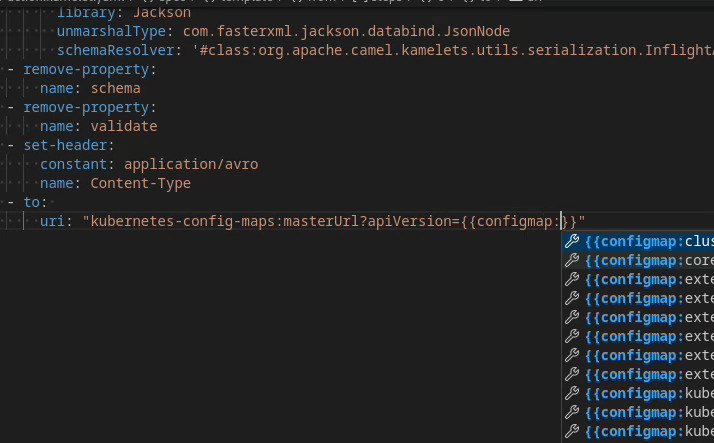 library: Jackson
unmarshalType: com.fasterxml.jackson.databind.JsonNode
schemaResolver: '#class:org.apache.camel.kamelets.utils.serialization.Inflight
- remove-property:
name: schema
- remove-property:
name: validate
- set-header:
constant: application/avro
name: Content-Type
- to:
uri: "kubernetes-config-maps:masterUrl?apiVersion={{configmap:}}"
{{configmap:clus
{{configmap:core
{{configmap:exte
{{configmap:exte
{{configmap:exte
{{configmap:exte
{{configmap:exte
{{configmap:kube
{{configmap:kube
{{configmap:kube